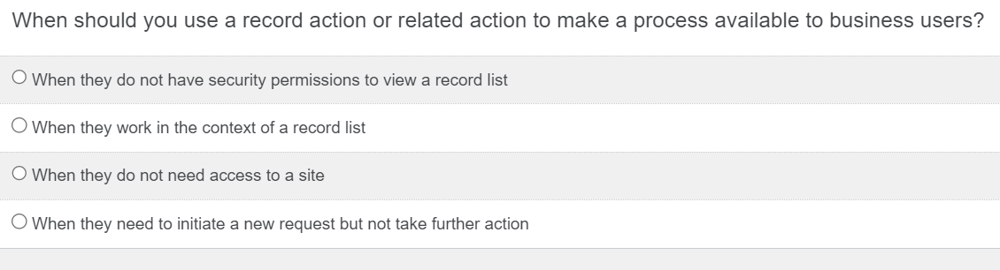 When should you use a record action or related action to make a process available to business users?
When they do not have security permissions to view a record list
When they work in the context of a record list
When they do not need access to a site
When they need to initiate a new request but not take further action